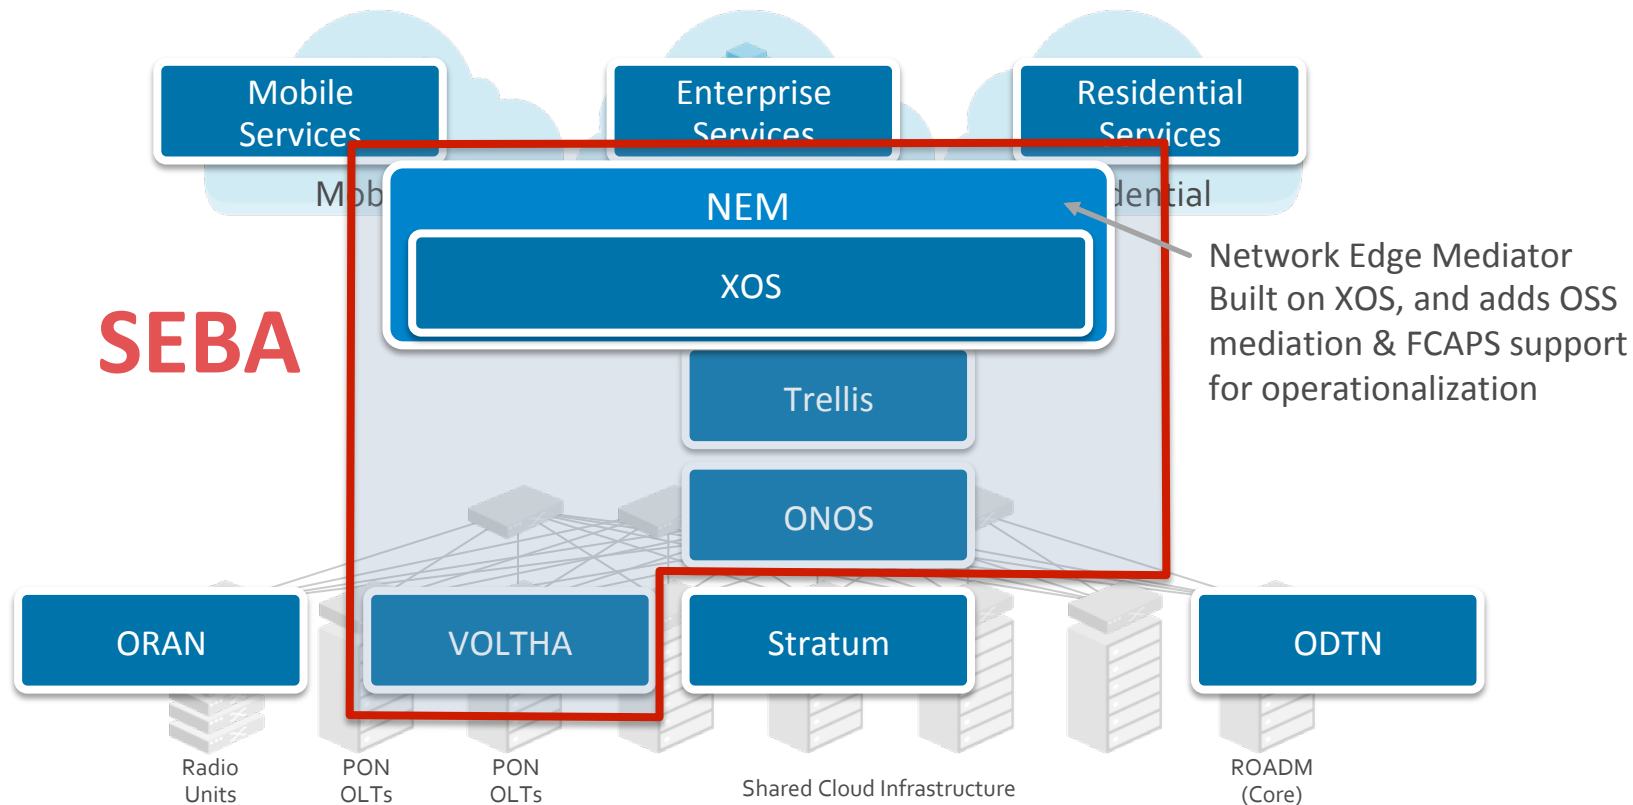 Mobile
Services
Enterprise
Services
Residential
Services
Mob
dential
NEM
XOS
Network Edge Mediator
Built on XOS, and adds OSS
mediation & FCAPS support
for operationalization
SEBA
Trellis
ONOS
ORAN
VOLTHA
Stratum
ODTN
Radio
Units
PON
OLTs
PON
OLTs
Shared Cloud Infrastructure
ROADM
(Core)